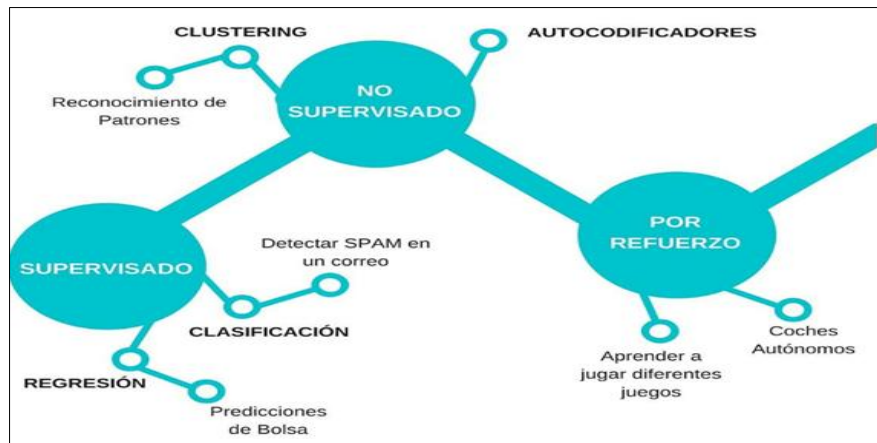 CLUSTERING
Reconocimiento de
Patrones
NO
SUPERVISADO
AUTOCODIFICADORES
SUPERVISADO
Detectar SPAM en
un correo
CLASIFICACIÓN
REGRESIÓN
Predicciones
de Bolsa
POR
REFUERZO
Aprender a
jugar diferentes
juegos
Coches
Autónomos